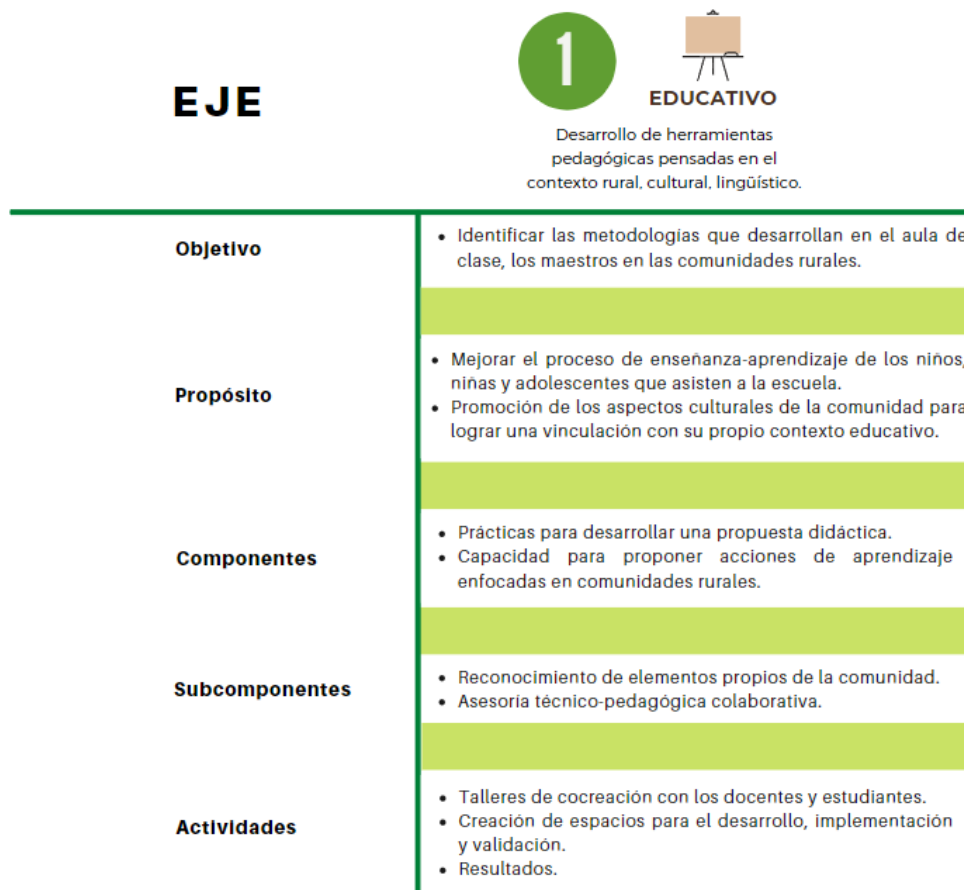 EJE
1
EDUCATIVO
Desarrollo de herramientas
pedagógicas pensadas en el
contexto rural, cultural, lingüístico.
Objetivo
• Identificar las metodologías que desarrollan en el aula de
clase, los maestros en las comunidades rurales.
Propósito
• Mejorar el proceso de enseñanza-aprendizaje de los niños,
niñas y adolescentes que asisten a la escuela.
• Promoción de los aspectos culturales de la comunidad para
lograr una vinculación con su propio contexto educativo.
Componentes
• Prácticas para desarrollar una propuesta didáctica.
• Capacidad para proponer acciones de aprendizaje
enfocadas en comunidades rurales.
Subcomponentes
• Reconocimiento de elementos propios de la comunidad.
• Asesoría técnico-pedagógica colaborativa.
Actividades
• Talleres de cocreación con los docentes y estudiantes.
• Creación de espacios para el desarrollo, implementación
y validación.
• Resultados.